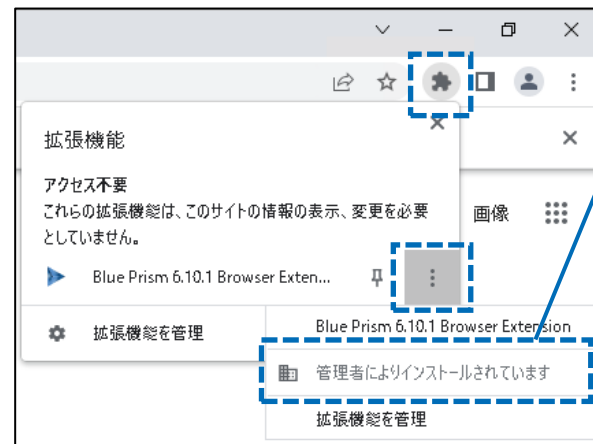 拡張機能
アクセス不要
これらの拡張機能は、このサイトの情報の表示、変更を必要
としていません。
画像
Blue Prism 6.10.1 Browser Exten...
拡張機能を管理
Blue Prism 6.10.1 Browser Extension
管理者によりインストールされています
拡張機能を管理